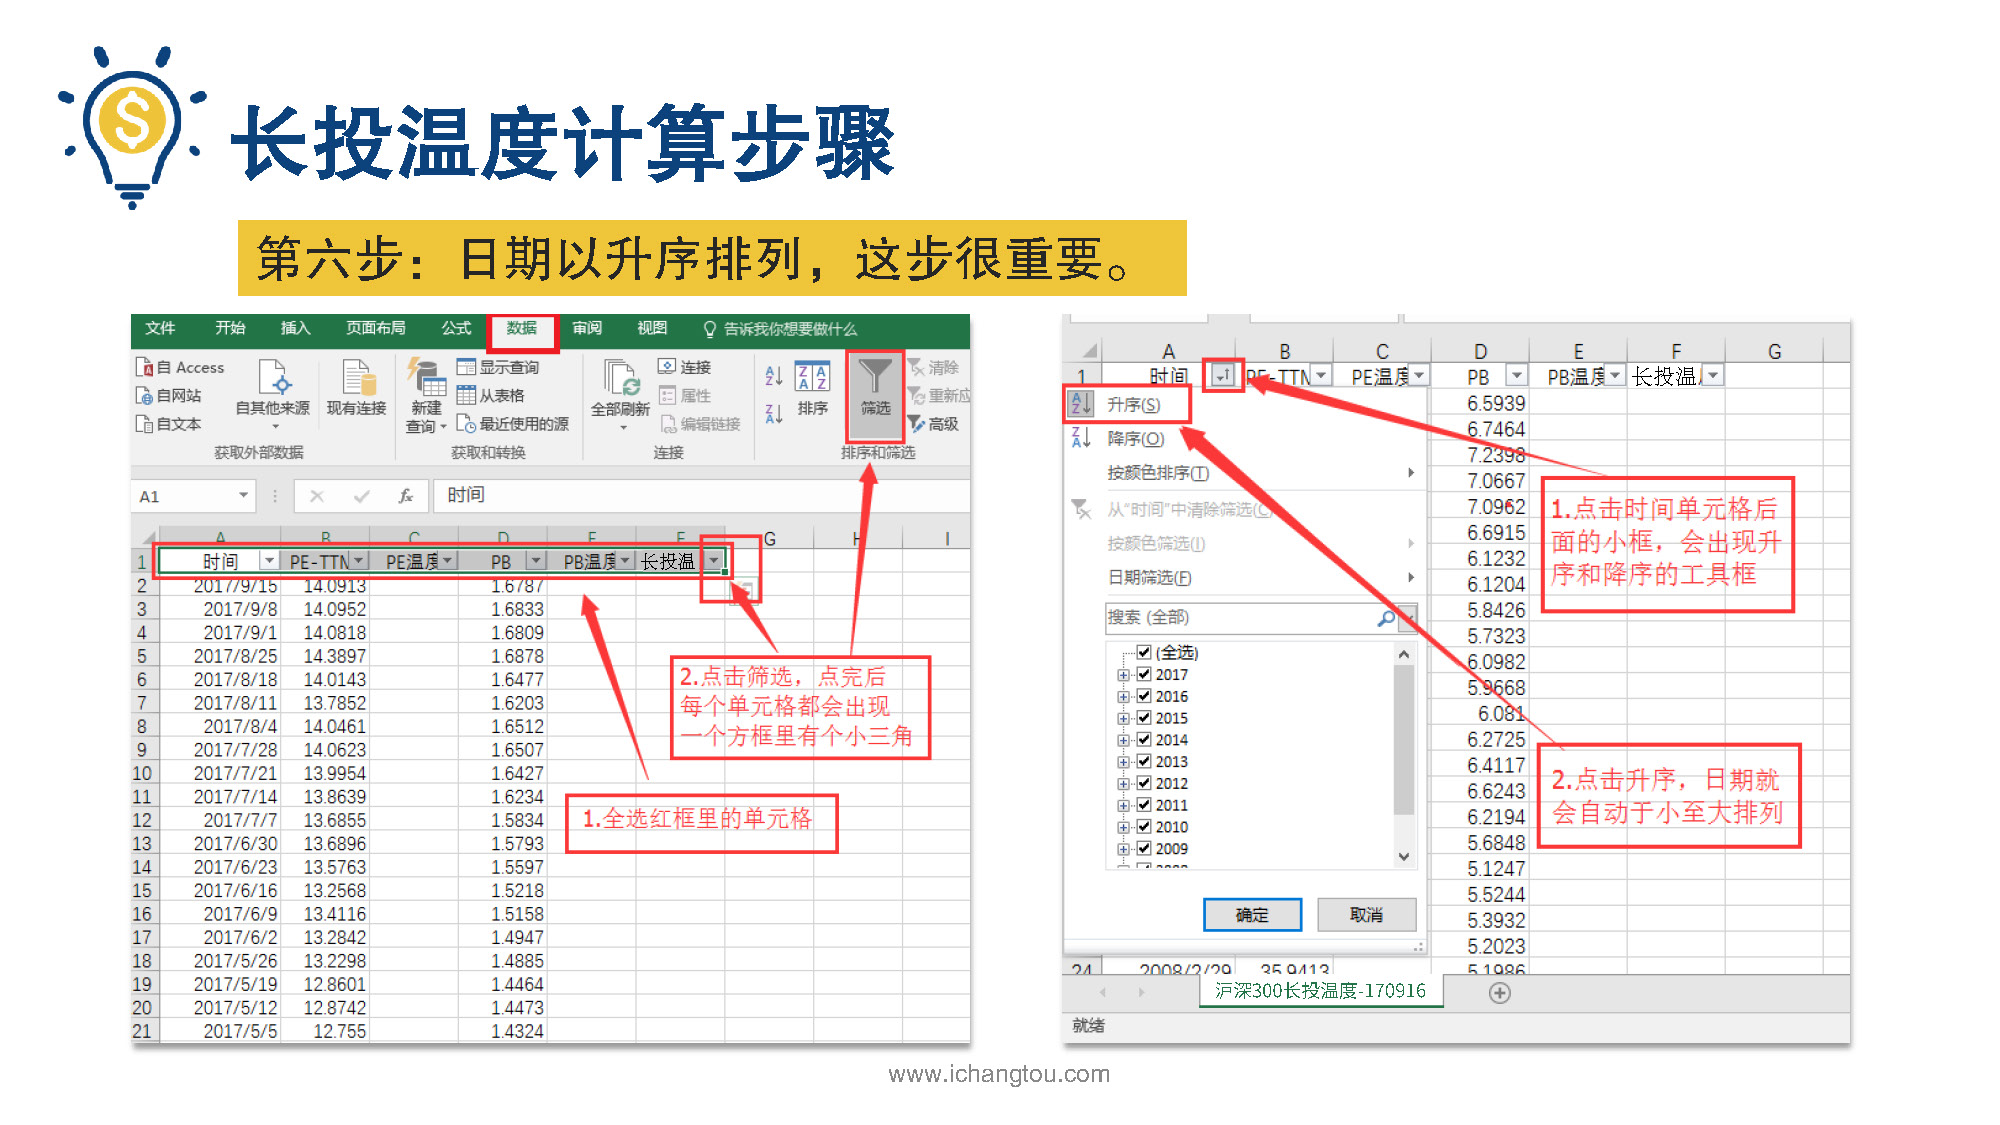 长投温度计算步骤
第六步：日期以升序排列，这步很重要。
文件 开始 插入 页面布局 公式 数据 审阅 视图 告诉我你想要做什么
自 Access
自网站
自文本
自其他来源
现有连接
获取外部数据
新建
查询
显示查询
从表格
最近使用的源
获取和转换
全部刷新
连接
属性
编辑链接
连接
排序
筛选
清除
重新应
高级
排序和筛选
A1 fx 时间
A B C D E F G H I
1 时间 PE-TTM PE温度 PB PB温度 长投温
2 2017/9/15 14.0913 1.6787
3 2017/9/8 14.0952 1.6833
4 2017/9/1 14.0818 1.6809
5 2017/8/25 14.3897 1.6878
6 2017/8/18 14.0143 1.6477
7 2017/8/11 13.7852 1.6203
8 2017/8/4 14.0461 1.6512
9 2017/7/28 14.0623 1.6507
10 2017/7/21 13.9954 1.6427
11 2017/7/14 13.8639 1.6234
12 2017/7/7 13.6855 1.5834
13 2017/6/30 13.6896 1.5793
14 2017/6/23 13.5763 1.5597
15 2017/6/16 13.2568 1.5218
16 2017/6/9 13.4116 1.5158
17 2017/6/2 13.2842 1.4947
18 2017/5/26 13.2298 1.4885
19 2017/5/19 12.8601 1.4464
20 2017/5/12 12.8742 1.4473
21 2017/5/5 12.755 1.4324
2.点击筛选，点完后
每个单元格都会出现
一个方框里有个小三角
1.全选红框里的单元格
A B C D E F G
1 时间 PE-TTM PE温度 PB PB温度 长投温
升序(S)
降序(O)
按颜色排序(T)
从“时间”中清除筛选(C)
按颜色筛选(I)
日期筛选(F)
搜索 (全部)
(全选)
2017
2016
2015
2014
2013
2012
2011
2010
2009
确定 取消
6.5939
6.7464
7.2398
7.0667
7.0962
6.6915
6.1232
6.1204
5.8426
5.7323
6.0982
5.9668
6.081
6.2725
6.4117
6.6243
6.2194
5.6848
5.1247
5.5244
5.3932
5.2023
24 2008/2/29 35.9413 5.1986
1.点击时间单元格后
面的小框，会出现升
序和降序的工具框
2.点击升序，日期就
会自动于小至大排列
沪深300长投温度-170916
就绪
www.ichangtou.com